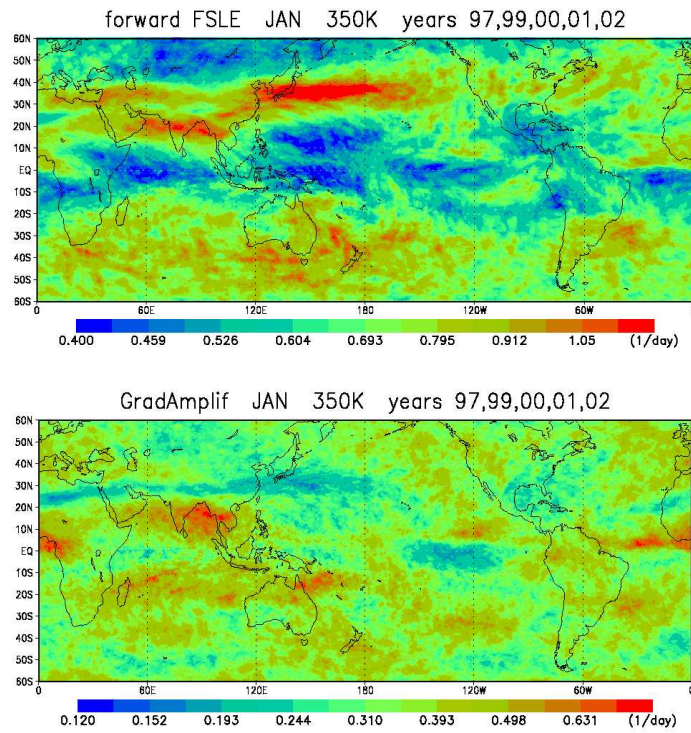 forward FSLE JAN 350K years 97,99,00,01,02
60N
50N
40N
30N
20N
10N
EQ
10S
20S
30S
40S
50S
60S
0 60E 120E 180 120W 60W 0
0.400 0.459 0.526 0.604 0.693 0.795 0.912 1.05 (1/day)
GradAmplif JAN 350K years 97,99,00,01,02
60N
50N
40N
30N
20N
10N
EQ
10S
20S
30S
40S
50S
60S
0 60E 120E 180 120W 60W 0
0.120 0.152 0.193 0.244 0.310 0.393 0.498 0.631 (1/day)